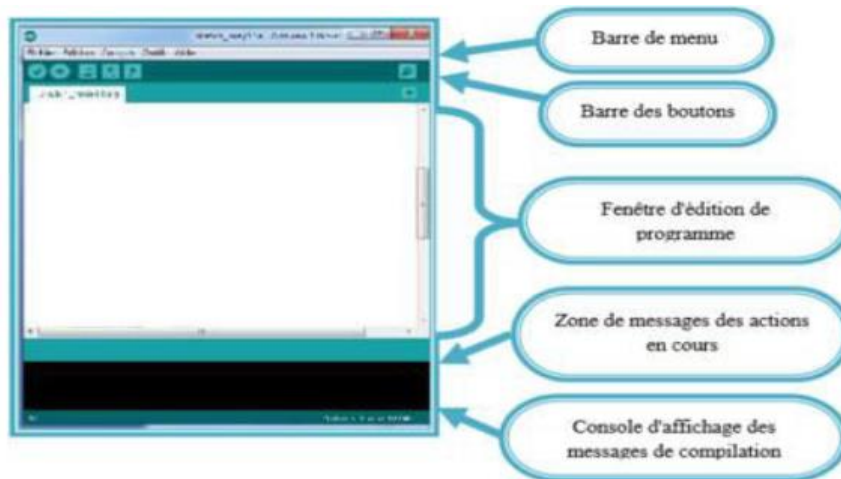 Barre de menu
Barre des boutons
Fenêtre d'édition de
programme
Zone de messages des actions
en cours
Console d'affichage des
messages de compilation